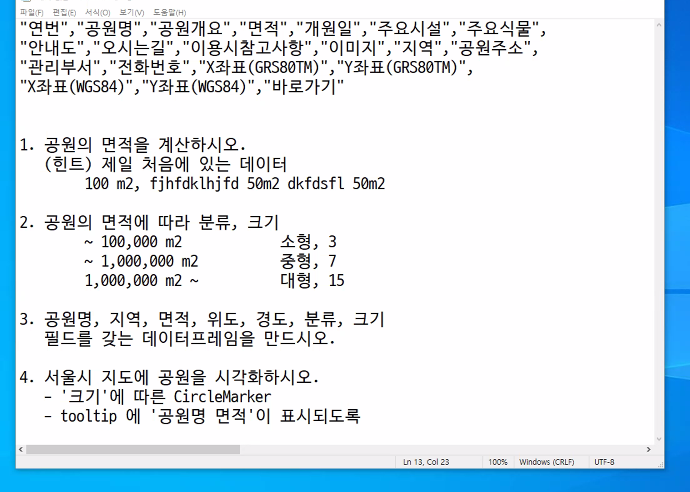 파일(F) 편집(E) 서식(O) 보기(V) 도움말(H)
"연번","공원명","공원개요","면적","개원일","주요시설","주요식물",
"안내도","오시는길","이용시참고사항","이미지","지역","공원주소",
"관리부서","전화번호","X좌표(GRS80TM)","Y좌표(GRS80TM)",
"X좌표(WGS84)","Y좌표(WGS84)","바로가기"
1. 공원의 면적을 계산하시오.
(힌트) 제일 처음에 있는 데이터
100 m2, fjhfdklhjfd 50m2 dkfdsfl 50m2
2. 공원의 면적에 따라 분류, 크기
~ 100,000 m2 소형, 3
~ 1,000,000 m2 중형, 7
1,000,000 m2 ~ 대형, 15
3. 공원명, 지역, 면적, 위도, 경도, 분류, 크기
필드를 갖는 데이터프레임을 만드시오.
4. 서울시 지도에 공원을 시각화하시오.
- '크기'에 따른 CircleMarker
- tooltip 에 '공원명 면적'이 표시되도록
Ln 13, Col 23 100% Windows (CRLF) UTF-8